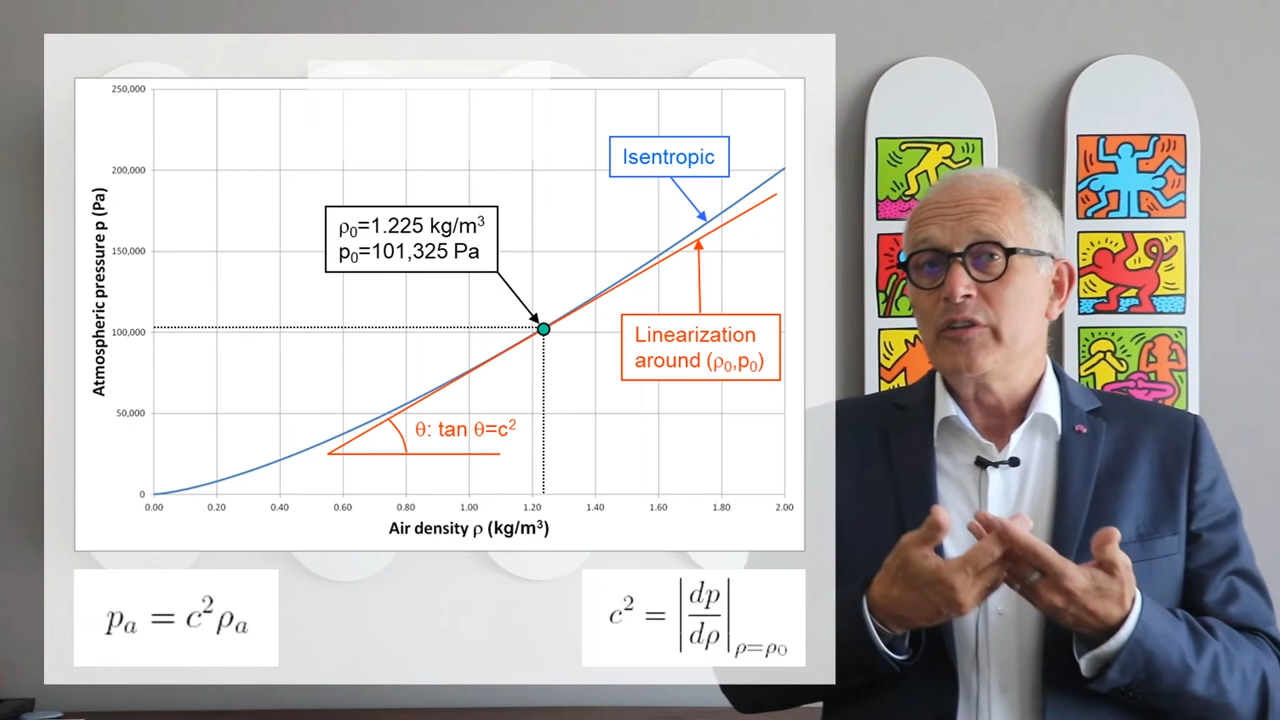 250,000
200,000
150,000
100,000
50,000
0
0.00 0.20 0.40 0.60 0.80 1.00 1.20 1.40 1.60 1.80 2.00
Atmospheric pressure p (Pa)
Air density ρ (kg/m³)
Isentropic
ρ₀=1.225 kg/m³
p₀=101,325 Pa
Linearization
around (ρ₀,p₀)
θ: tan θ=c²
pₐ = c²ρₐ
c² = |dp/dρ|ρ=ρ₀